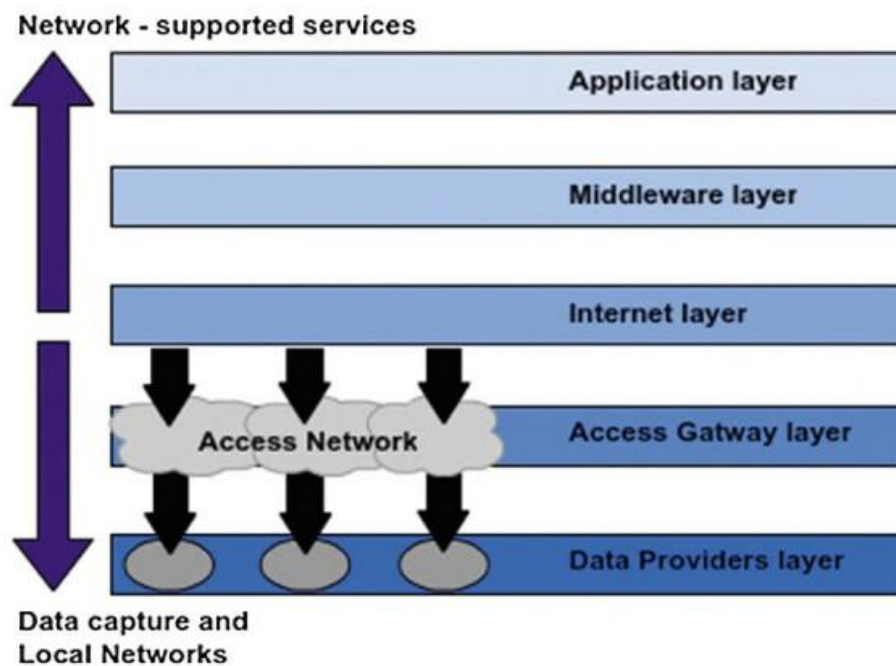 Network - supported services
Application layer
Middleware layer
Internet layer
Access Network
Access Gatway layer
Data Providers layer
Data capture and
Local Networks